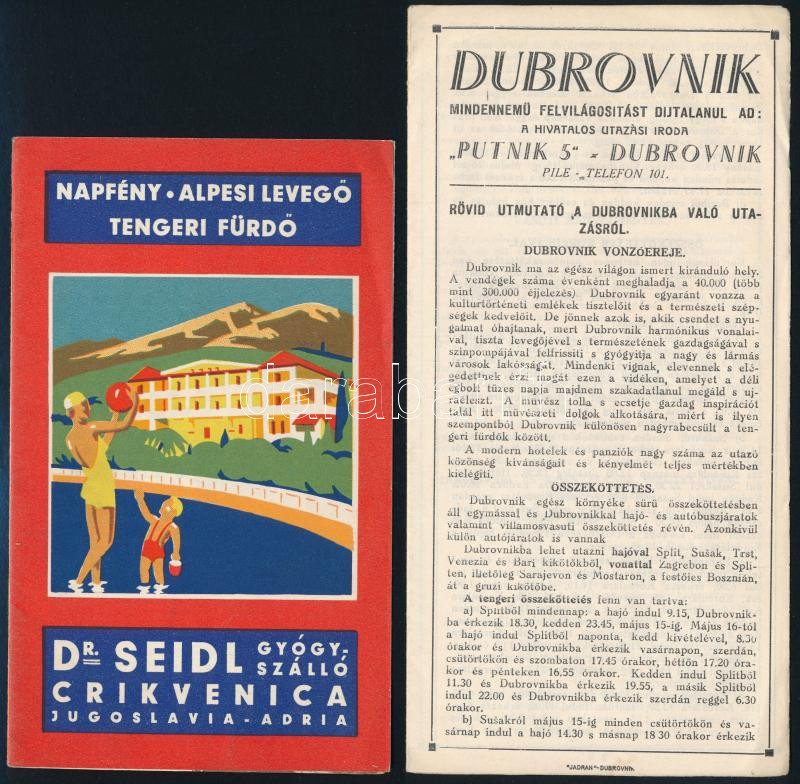 NAPFÉNY • ALPESI LEVEGŐ
TENGERI FÜRDŐ
DR. SEIDL GYÓGY-
SZÁLLÓ
CRIKVENICA
JUGOSLAVIA - ADRIA
DUBROVNIK
MINDENNEMÜ FELVILÁGOSITÁST DIJTALANUL AD:
A HIVATALOS UTAZÁSI IRODA
„PUTNIK 5" - DUBROVNIK
PILE - TELEFON 101.
RÖVID UTMUTATÓ A DUBROVNIKBA VALÓ UTA-
ZÁSRÓL.
DUBROVNIK VONZÓEREJE.
Dubrovnik ma az egész világon ismert kiránduló hely.
A vendégek száma évenként meghaladja a 40.000 (több
mint 300.000 éjjelezés) Dubrovnik egyaránt vonzza a
kulturtörténeti emlékek tisztelőit és a természeti szép-
ségek kedvelőit. De jönnek azok is, akik csendet s nyu-
galmat óhajtanak, mert Dubrovnik harmónikus vonalai-
val, tiszta levegőjével s természetének gazdagságával s
szinpompájával felfrissiti s gyógyitja a nagy és lármás
városok lakósságát. Mindenki vignak, elevennek s elé-
gedettnek érzi magát ezen a vidéken, amelyet a déli
égbolt tüzes napja majdnem szakadatlanul megáld s uj-
raéleszt. A müvész tolla s ecsetje gazdag inspirációt
talál itt müvészeti dolgok alkotására, miért is ilyen
szempontból Dubrovnik különösen nagyrabecsült a ten-
geri fürdők között.
A modern hotelek és panziók nagy száma az utazó
közönség kivánságait és kényelmét teljes mértékben
kielégiti.
ÖSSZEKÖTTETÉS.
Dubrovnik egész környéke sürü összeköttetésben
áll egymással és Dubrovnikkal hajó- és autóbuszjáratok
valamint villamosvasuti összeköttetés révén. Azonkivül
külön autójáratok is vannak
Dubrovnikba lehet utazni hajóval Split, Sušak, Trst,
Venezia és Bari kikötőkből, vonattal Zagrebon és Spli-
ten, illetőleg Sarajevon és Mostaron, a festőies Bosznián,
át a gruzi kikötőbe.
A tengeri összeköttetés fenn van tartva:
a) Splitből mindennap: a hajó indul 9.15, Dubrovnik-
ba érkezik 18.30, kedden 23.45, május 15-ig. Május 16-tól
a hajó indul Splitből naponta, kedd kivételével, 8.30
órakor és Dubrovnikba érkezik vasárnapon, szerdán,
csütörtökön és szombaton 17.45 órakor, hétfőn 17.20 óra-
kor és pénteken 16.55 órakor. Kedden indul Splitből
11.30 és Dubrovnikba érkezik 19.55, a másik Splitből
indul 22.00 és Dubrovnikba érkezik szerdán reggel 6.30
órakor.
b) Sušakról május 15-ig minden csütörtökön és va-
sárnap indul a hajó 14.30 s másnap 18 30 órakor érkezik
"JADRAN"-DUBROVNIK.
darabanth